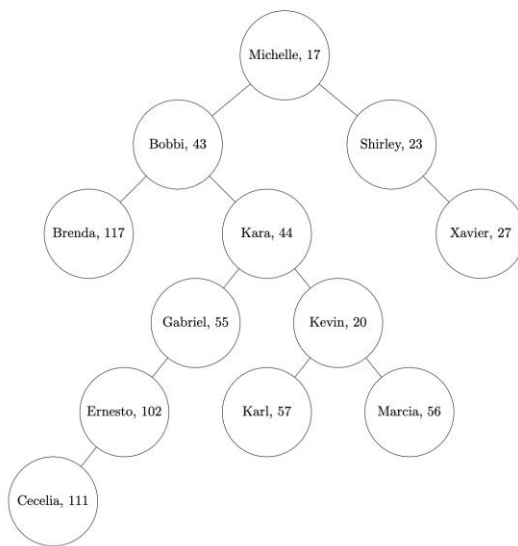 Michelle, 17
Bobbi, 43
Shirley, 23
Brenda, 117
Kara, 44
Xavier, 27
Gabriel, 55
Kevin, 20
Ernesto, 102
Karl, 57
Marcia, 56
Cecelia, 111